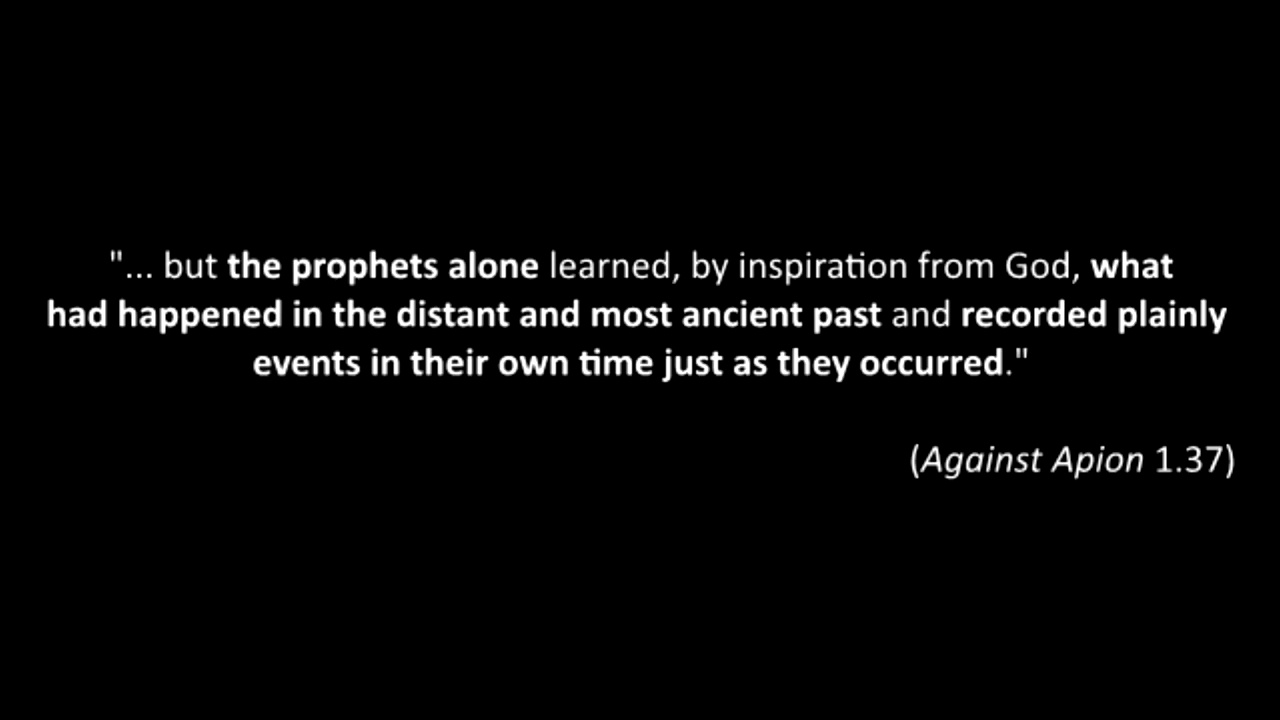 "... but the prophets alone learned, by inspiration from God, what
had happened in the distant and most ancient past and recorded plainly
events in their own time just as they occurred."
(Against Apion 1.37)